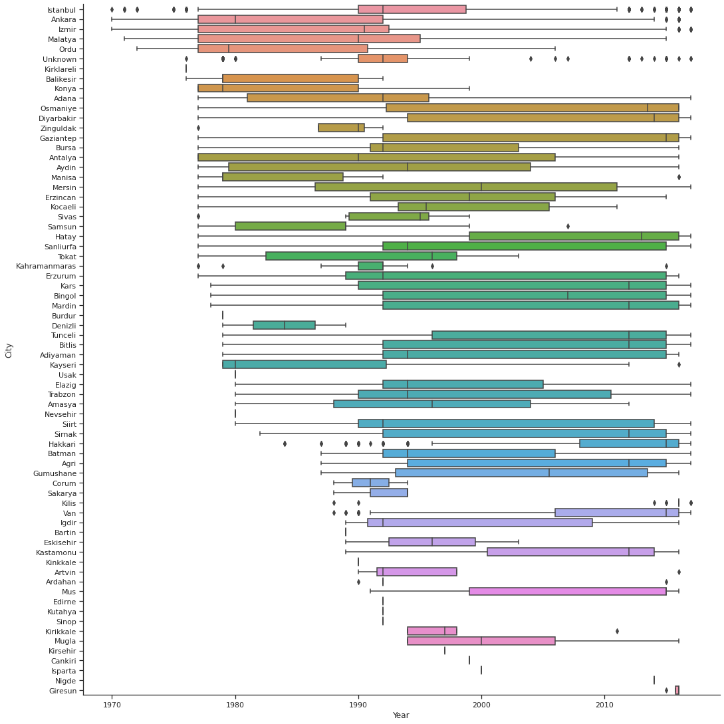 Istanbul
Ankara
Izmir
Malatya
Ordu
Unknown
Kirklareli
Balikesir
Konya
Adana
Osmaniye
Diyarbakir
Zinguldak
Gaziantep
Bursa
Antalya
Aydin
Manisa
Mersin
Erzincan
Kocaeli
Sivas
Samsun
Hatay
Sanliurfa
Tokat
Kahramanmaras
Erzurum
Kars
Bingol
Mardin
Burdur
Denizli
Tunceli
Bitlis
Adiyaman
Kayseri
Usak
Elazig
Trabzon
Amasya
Nevsehir
Siirt
Sirnak
Hakkari
Batman
Agri
Gumushane
Corum
Sakarya
Kilis
Van
Igdir
Bartin
Eskisehir
Kastamonu
Kinkkale
Artvin
Ardahan
Mus
Edirne
Kutahya
Sinop
Kirikkale
Mugla
Kirsehir
Cankiri
Isparta
Nigde
Giresun
City
1970 1980 1990 2000 2010
Year